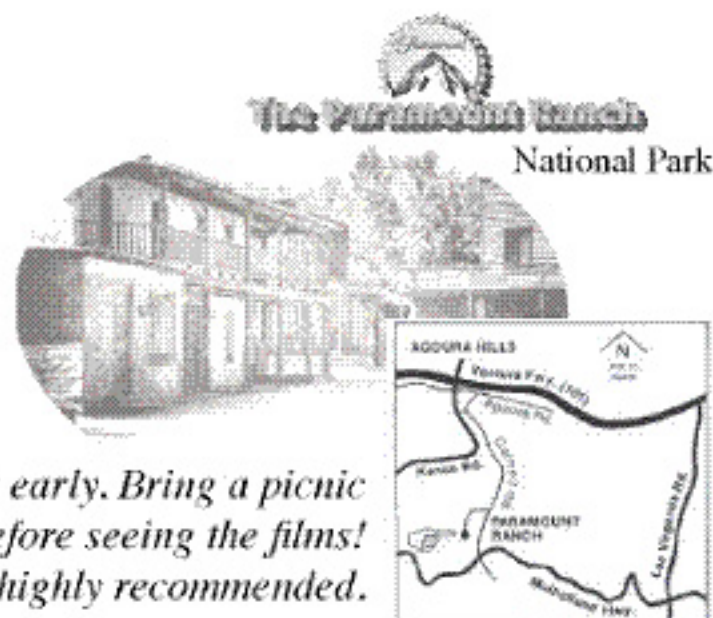 Paramount
The Paramount Ranch
National Park
AGOURA HILLS
N
Ventura Fwy. (101)
Agoura Rd.
Kanan Rd.
Cornell Rd.
PARAMOUNT
RANCH
Las Virgenes Rd.
Mulholland Hwy.
early. Bring a picnic
efore seeing the films!
highly recommended.